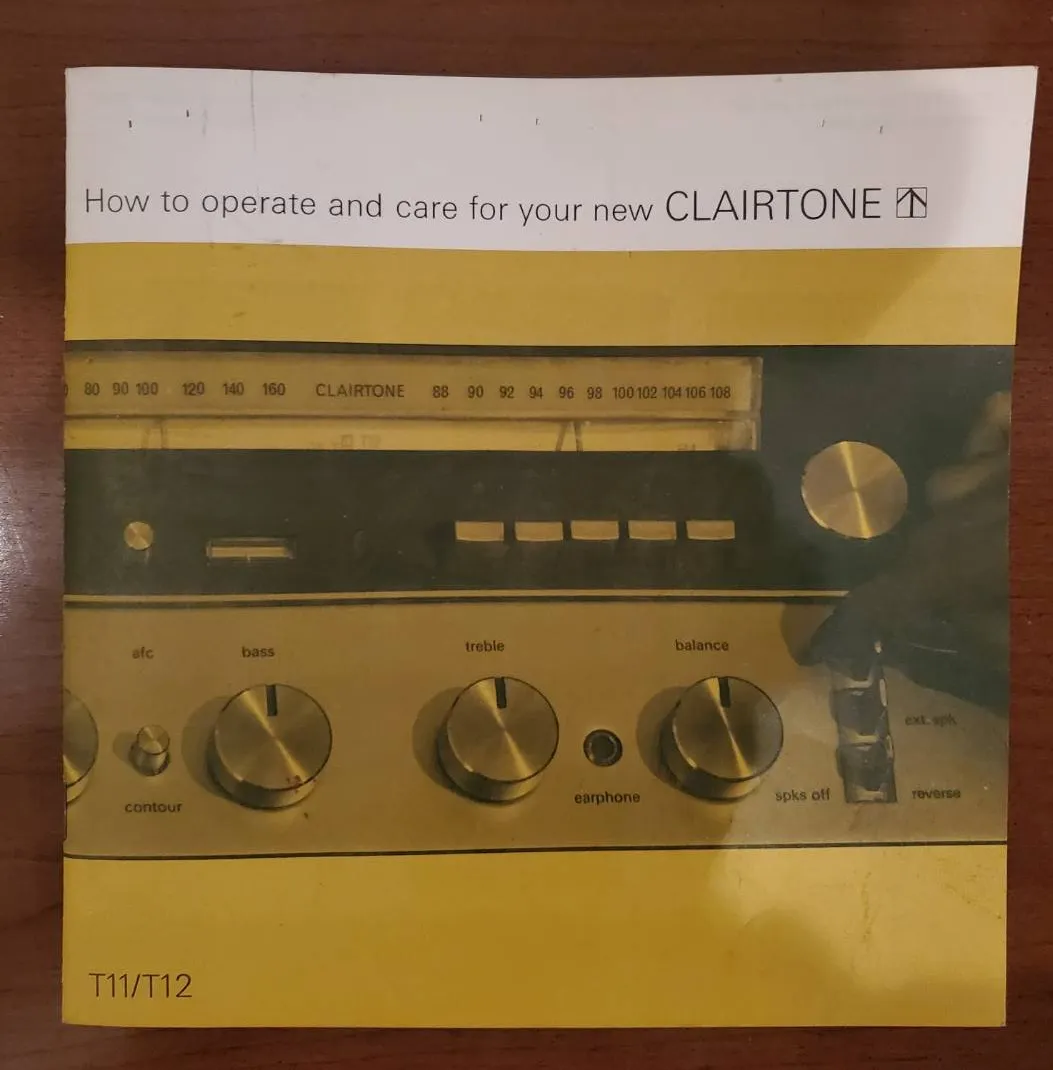 How to operate and care for your new CLAIRTONE
80 90 100 120 140 160 CLAIRTONE 88 90 92 94 96 98 100 102 104 106 108
afc bass treble balance
ext. spk
contour earphone spks off reverse
T11/T12